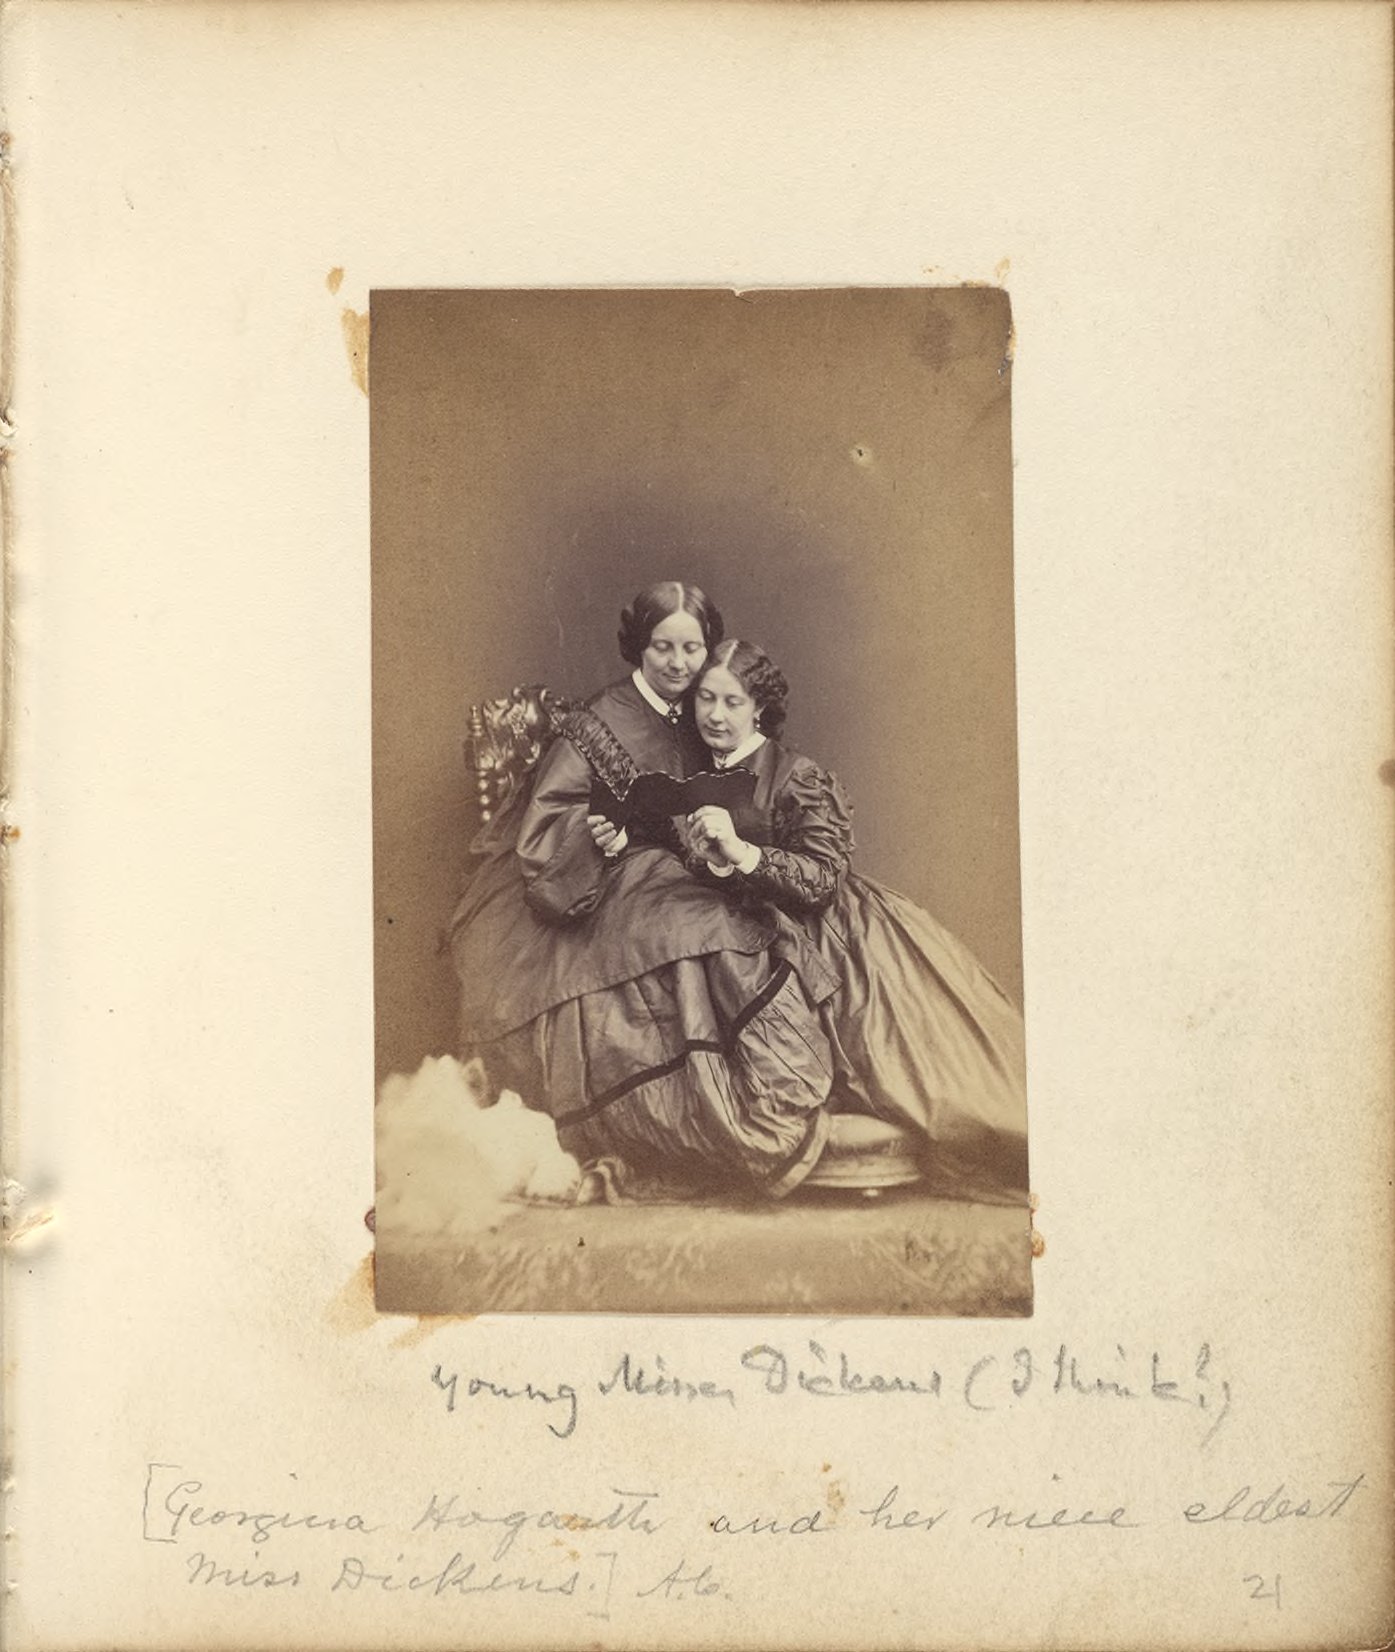 young Misses Dickens (I think?)
[Georgina Hogarth and her niece eldest
Miss Dickens.]
21